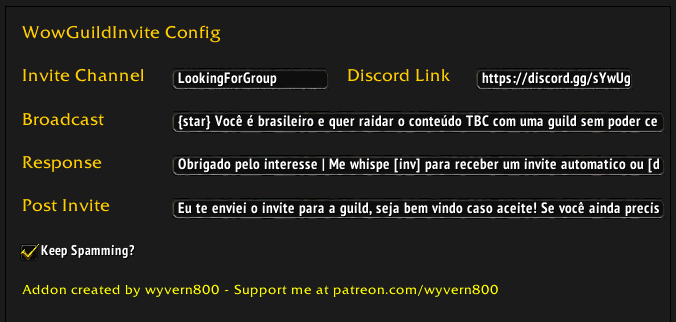 WowGuildInvite Config
Invite Channel LookingForGroup Discord Link https://discord.gg/sYwUg
Broadcast {star} Você é brasileiro e quer raidar o conteúdo TBC com uma guild sem poder ce
Response Obrigado pelo interesse | Me whispe [inv] para receber um invite automatico ou [d
Post Invite Eu te enviei o invite para a guild, seja bem vindo caso aceite! Se você ainda precis
Keep Spamming?
Addon created by wyvern800 - Support me at patreon.com/wyvern800